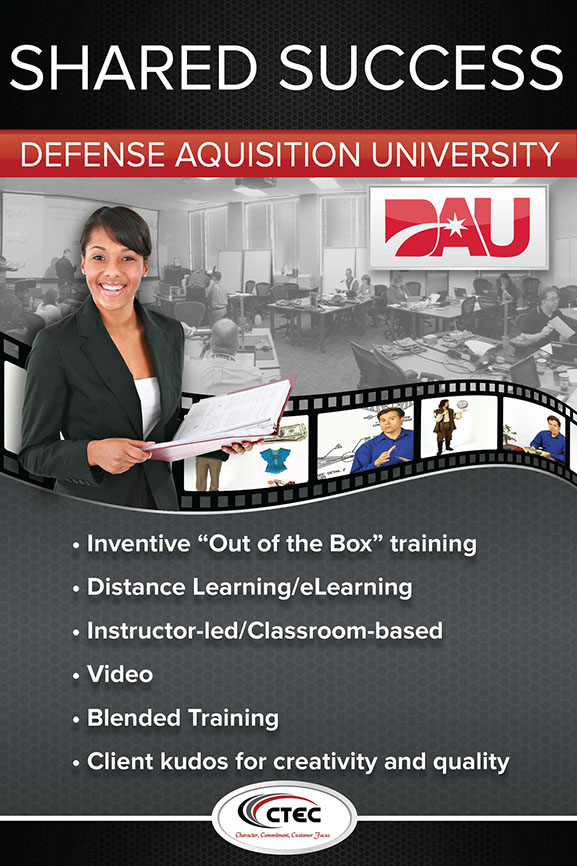 SHARED SUCCESS
DEFENSE AQUISITION UNIVERSITY
DAU
• Inventive “Out of the Box” training
• Distance Learning/eLearning
• Instructor-led/Classroom-based
• Video
• Blended Training
• Client kudos for creativity and quality
CTEC
Character, Commitment, Customer Focus